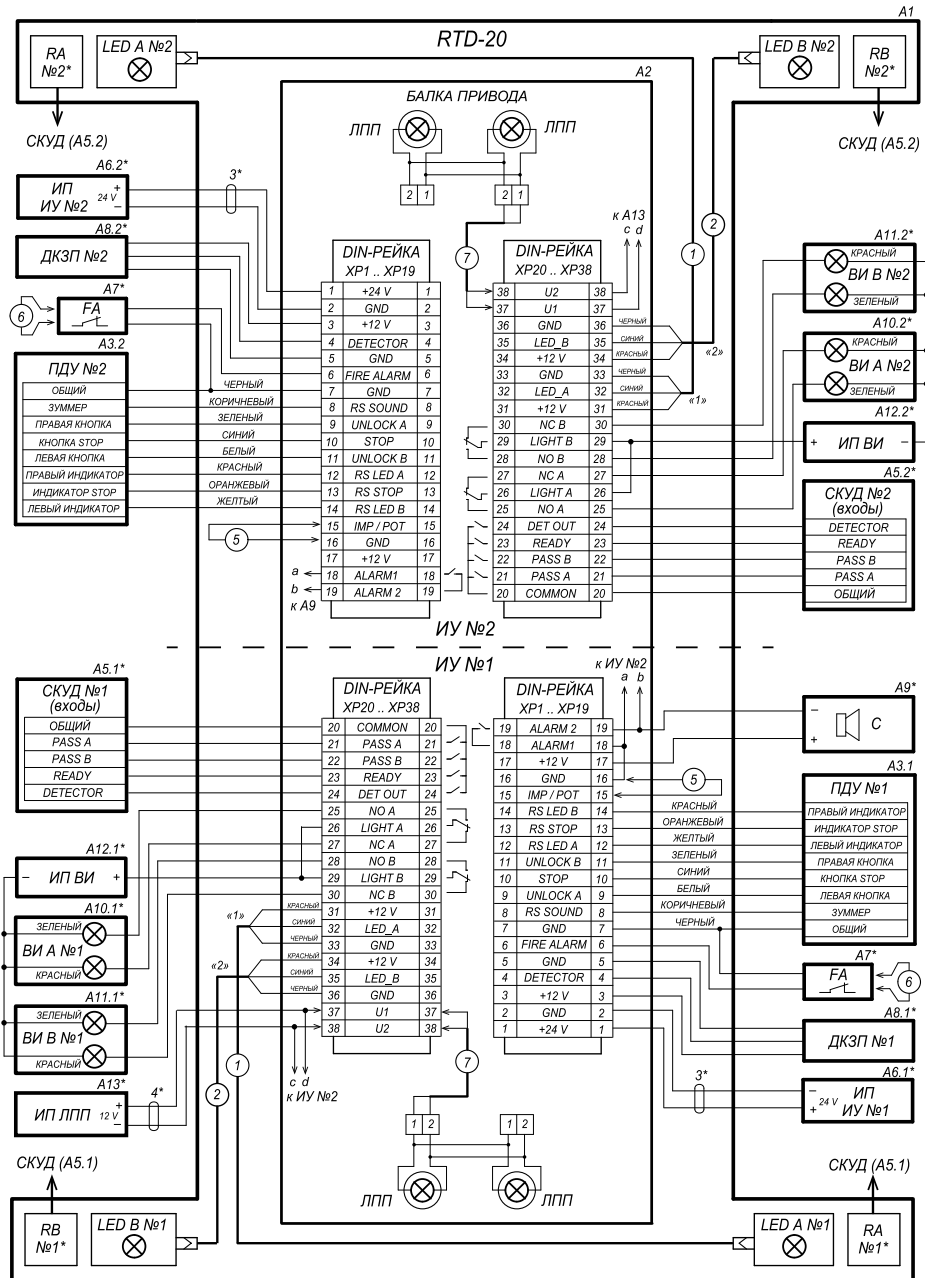 A1
RTD-20
RA
№2*
LED A №2
LED B №2
RB
№2*
A2
БАЛКА ПРИВОДА
ЛПП
ЛПП
СКУД (А5.2)
СКУД (А5.2)
A6.2*
ИП
ИУ №2
24 V
+
–
3*
2 1
2 1
к А13
c d
A8.2*
ДКЗП №2
A7*
FA
6
7
2
1
A3.2
ПДУ №2
ОБЩИЙ
ЗУММЕР
ПРАВАЯ КНОПКА
КНОПКА STOP
ЛЕВАЯ КНОПКА
ПРАВЫЙ ИНДИКАТОР
ИНДИКАТОР STOP
ЛЕВЫЙ ИНДИКАТОР
ЧЕРНЫЙ
КОРИЧНЕВЫЙ
ЗЕЛЕНЫЙ
СИНИЙ
БЕЛЫЙ
КРАСНЫЙ
ОРАНЖЕВЫЙ
ЖЕЛТЫЙ
5
a
b
к А9
DIN-РЕЙКА
XP1 .. XP19
1 +24 V 1
2 GND 2
3 +12 V 3
4 DETECTOR 4
5 GND 5
6 FIRE ALARM 6
7 GND 7
8 RS SOUND 8
9 UNLOCK A 9
10 STOP 10
11 UNLOCK B 11
12 RS LED A 12
13 RS STOP 13
14 RS LED B 14
15 IMP / POT 15
16 GND 16
17 +12 V 17
18 ALARM1 18
19 ALARM 2 19
DIN-РЕЙКА
XP20 .. XP38
38 U2 38
37 U1 37
36 GND 36
35 LED_B 35
34 +12 V 34
33 GND 33
32 LED_A 32
31 +12 V 31
30 NC B 30
29 LIGHT B 29
28 NO B 28
27 NC A 27
26 LIGHT A 26
25 NO A 25
24 DET OUT 24
23 READY 23
22 PASS B 22
21 PASS A 21
20 COMMON 20
ЧЕРНЫЙ
СИНИЙ
КРАСНЫЙ
«2»
ЧЕРНЫЙ
СИНИЙ
КРАСНЫЙ
«1»
A11.2*
КРАСНЫЙ
ВИ В №2
ЗЕЛЕНЫЙ
A10.2*
КРАСНЫЙ
ВИ А №2
ЗЕЛЕНЫЙ
A12.2*
+ ИП ВИ –
A5.2*
СКУД №2
(входы)
DETECTOR
READY
PASS B
PASS A
ОБЩИЙ
ИУ №2
ИУ №1
A5.1*
СКУД №1
(входы)
ОБЩИЙ
PASS A
PASS B
READY
DETECTOR
A12.1*
– ИП ВИ +
A10.1*
ЗЕЛЕНЫЙ
ВИ А №1
КРАСНЫЙ
A11.1*
ЗЕЛЕНЫЙ
ВИ В №1
КРАСНЫЙ
A13*
ИП ЛПП
12 V
+
–
4*
«1»
КРАСНЫЙ
СИНИЙ
ЧЕРНЫЙ
«2»
КРАСНЫЙ
СИНИЙ
ЧЕРНЫЙ
1
2
c d
к ИУ №2
DIN-РЕЙКА
XP20 .. XP38
20 COMMON 20
21 PASS A 21
22 PASS B 22
23 READY 23
24 DET OUT 24
25 NO A 25
26 LIGHT A 26
27 NC A 27
28 NO B 28
29 LIGHT B 29
30 NC B 30
31 +12 V 31
32 LED_A 32
33 GND 33
34 +12 V 34
35 LED_B 35
36 GND 36
37 U1 37
38 U2 38
DIN-РЕЙКА
XP1 .. XP19
19 ALARM 2 19
18 ALARM1 18
17 +12 V 17
16 GND 16
15 IMP / POT 15
14 RS LED B 14
13 RS STOP 13
12 RS LED A 12
11 UNLOCK B 11
10 STOP 10
9 UNLOCK A 9
8 RS SOUND 8
7 GND 7
6 FIRE ALARM 6
5 GND 5
4 DETECTOR 4
3 +12 V 3
2 GND 2
1 +24 V 1
к ИУ №2
a b
5
КРАСНЫЙ
ОРАНЖЕВЫЙ
ЖЕЛТЫЙ
ЗЕЛЕНЫЙ
СИНИЙ
БЕЛЫЙ
КОРИЧНЕВЫЙ
ЧЕРНЫЙ
A9*
–
+
С
A3.1
ПДУ №1
ПРАВЫЙ ИНДИКАТОР
ИНДИКАТОР STOP
ЛЕВЫЙ ИНДИКАТОР
ПРАВАЯ КНОПКА
КНОПКА STOP
ЛЕВАЯ КНОПКА
ЗУММЕР
ОБЩИЙ
A7*
FA
6
A8.1*
ДКЗП №1
A6.1*
–
+
24 V
ИП
ИУ №1
3*
7
1 2
1 2
ЛПП
ЛПП
СКУД (А5.1)
СКУД (А5.1)
RB
№1*
LED B №1
LED A №1
RA
№1*